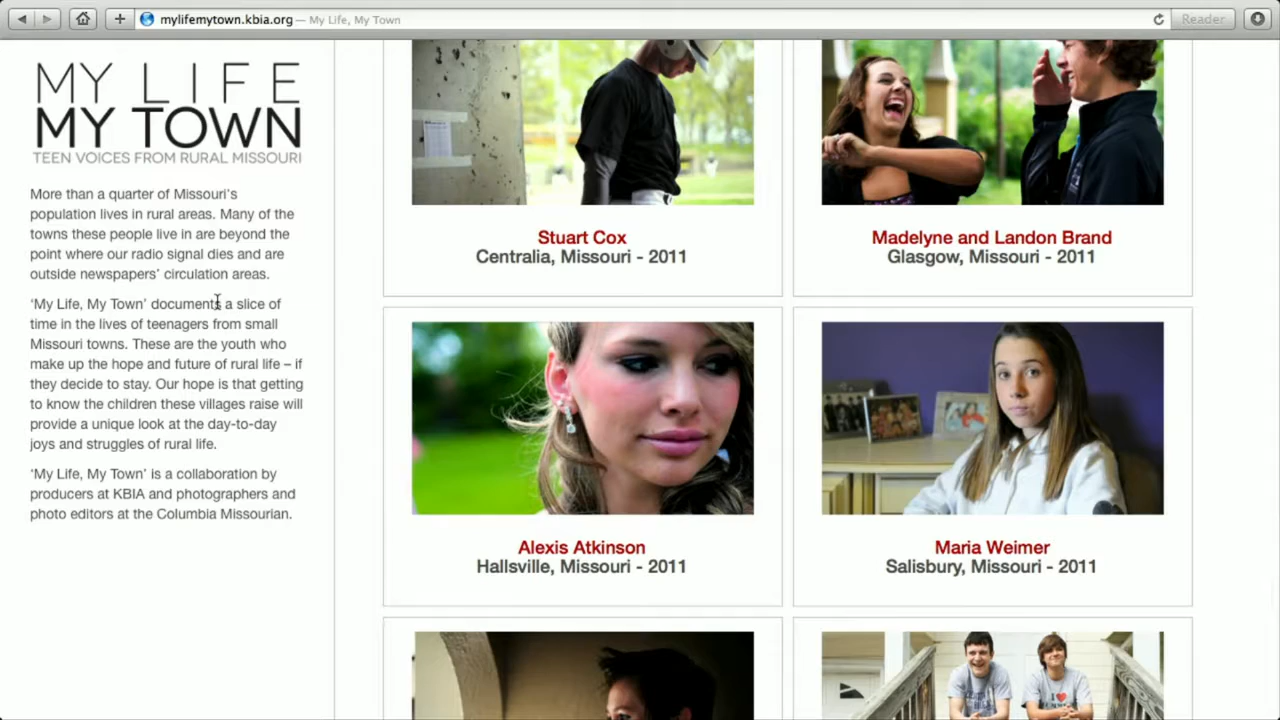 mylifemytown.kbia.org — My Life, My Town
Reader
MY LIFE
MY TOWN
TEEN VOICES FROM RURAL MISSOURI
More than a quarter of Missouri's
population lives in rural areas. Many of the
towns these people live in are beyond the
point where our radio signal dies and are
outside newspapers' circulation areas.
'My Life, My Town' documents a slice of
time in the lives of teenagers from small
Missouri towns. These are the youth who
make up the hope and future of rural life – if
they decide to stay. Our hope is that getting
to know the children these villages raise will
provide a unique look at the day-to-day
joys and struggles of rural life.
'My Life, My Town' is a collaboration by
producers at KBIA and photographers and
photo editors at the Columbia Missourian.
Stuart Cox
Centralia, Missouri - 2011
Madelyne and Landon Brand
Glasgow, Missouri - 2011
Alexis Atkinson
Hallsville, Missouri - 2011
Maria Weimer
Salisbury, Missouri - 2011